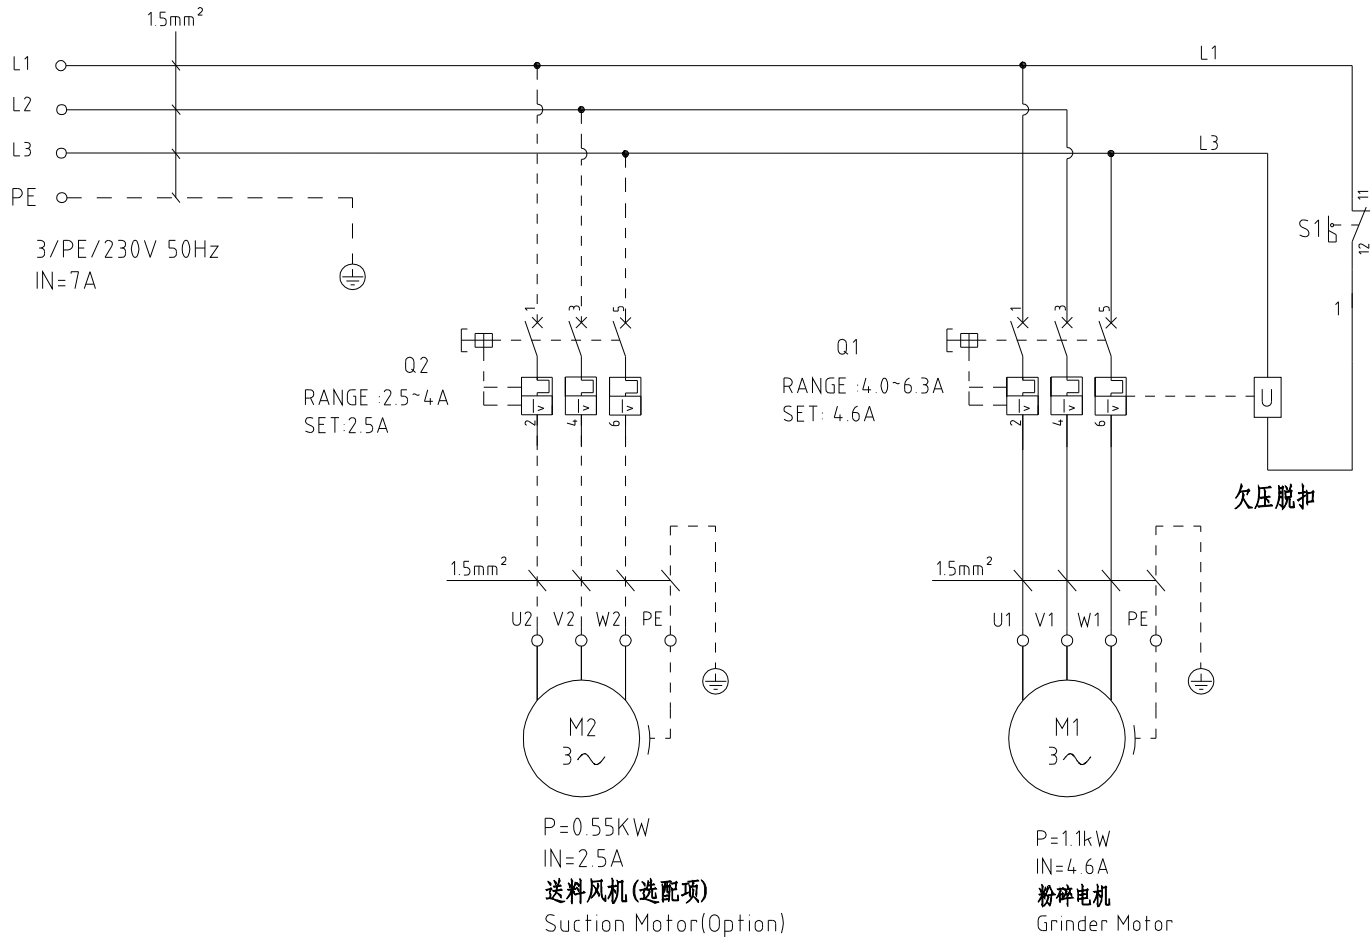 1.5mm²
L1
L1
L2
L3
L3
PE
3/PE/230V 50Hz
IN=7A
11
S1
12
1
1
3
5
1
3
5
Q2
RANGE :2.5~4A
SET:2.5A
I>
I>
I>
2
4
6
Q1
RANGE :4.0~6.3A
SET: 4.6A
I>
I>
I>
2
4
6
U
欠压脱扣
1.5mm²
U2
V2
W2
PE
1.5mm²
U1
V1
W1
PE
M2
3~
M1
3~
P=0.55KW
IN=2.5A
送料风机(选配项)
Suction Motor(Option)
P=1.1kW
IN=4.6A
粉碎电机
Grinder Motor